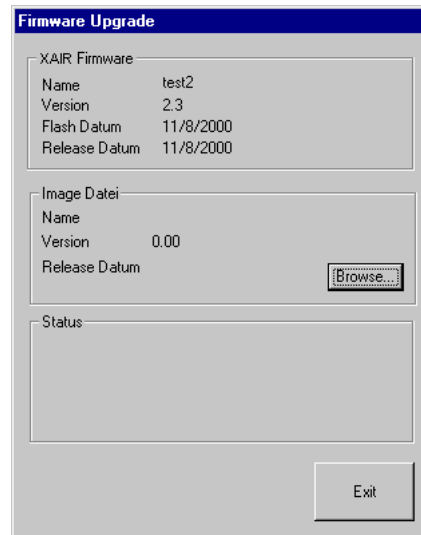 Firmware Upgrade
XAIR Firmware
Name test2
Version 2.3
Flash Datum 11/8/2000
Release Datum 11/8/2000
Image Datei
Name
Version 0.00
Release Datum
Browse...
Status
Exit